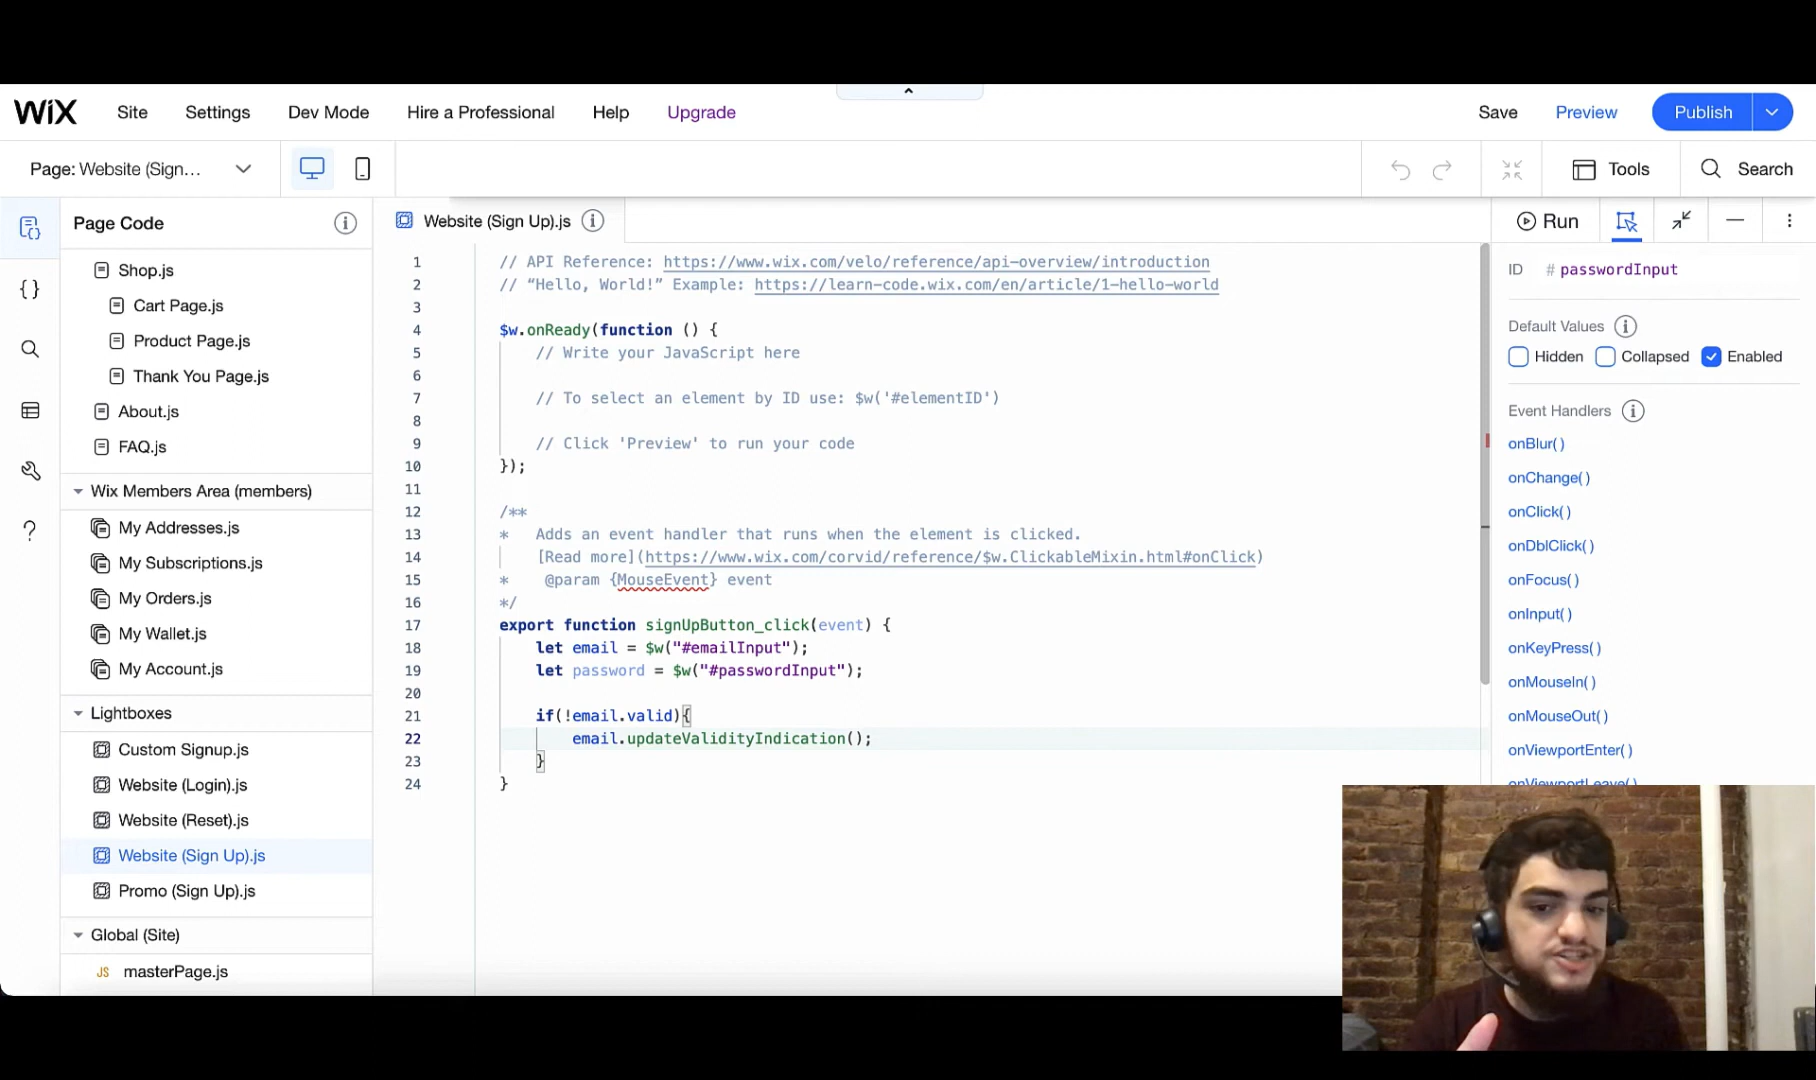 WiX Site Settings Dev Mode Hire a Professional Help Upgrade Save Preview Publish
Page: Website (Sign... Tools Search
Page Code
Shop.js
Cart Page.js
Product Page.js
Thank You Page.js
About.js
FAQ.js
Wix Members Area (members)
My Addresses.js
My Subscriptions.js
My Orders.js
My Wallet.js
My Account.js
Lightboxes
Custom Signup.js
Website (Login).js
Website (Reset).js
Website (Sign Up).js
Promo (Sign Up).js
Global (Site)
JS masterPage.js
Website (Sign Up).js
1 // API Reference: https://www.wix.com/velo/reference/api-overview/introduction
2 // “Hello, World!” Example: https://learn-code.wix.com/en/article/1-hello-world
3
4 $w.onReady(function () {
5 // Write your JavaScript here
6
7 // To select an element by ID use: $w('#elementID')
8
9 // Click 'Preview' to run your code
10 });
11
12 /**
13 * Adds an event handler that runs when the element is clicked.
14 [Read more](https://www.wix.com/corvid/reference/$w.ClickableMixin.html#onClick)
15 * @param {MouseEvent} event
16 */
17 export function signUpButton_click(event) {
18 let email = $w("#emailInput");
19 let password = $w("#passwordInput");
20
21 if(!email.valid){
22 email.updateValidityIndication();
23 }
24 }
Run
ID # passwordInput
Default Values
Hidden Collapsed Enabled
Event Handlers
onBlur()
onChange()
onClick()
onDblClick()
onFocus()
onInput()
onKeyPress()
onMouseIn()
onMouseOut()
onViewportEnter()
onViewportLeave()